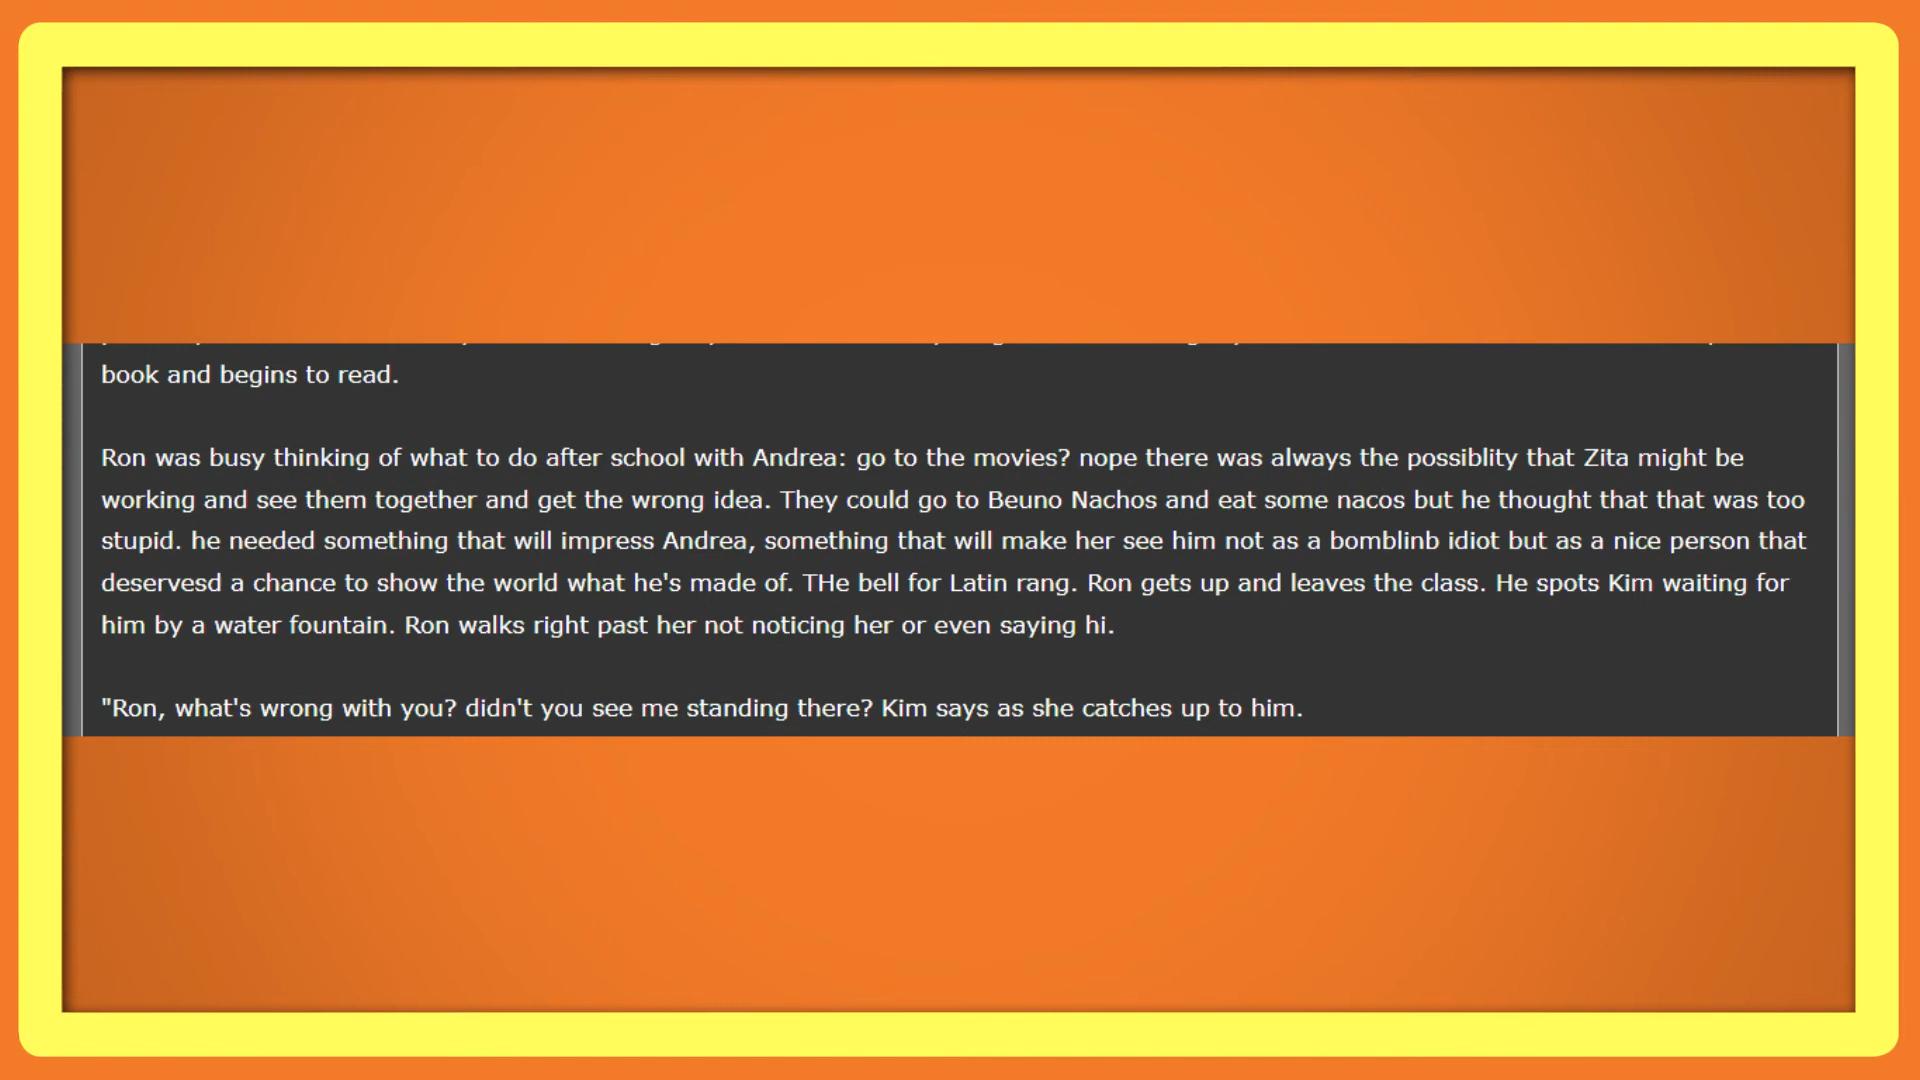 book and begins to read.
Ron was busy thinking of what to do after school with Andrea: go to the movies? nope there was always the possiblity that Zita might be
working and see them together and get the wrong idea. They could go to Beuno Nachos and eat some nacos but he thought that that was too
stupid. he needed something that will impress Andrea, something that will make her see him not as a bomblinb idiot but as a nice person that
deservesd a chance to show the world what he's made of. THe bell for Latin rang. Ron gets up and leaves the class. He spots Kim waiting for
him by a water fountain. Ron walks right past her not noticing her or even saying hi.
"Ron, what's wrong with you? didn't you see me standing there? Kim says as she catches up to him.